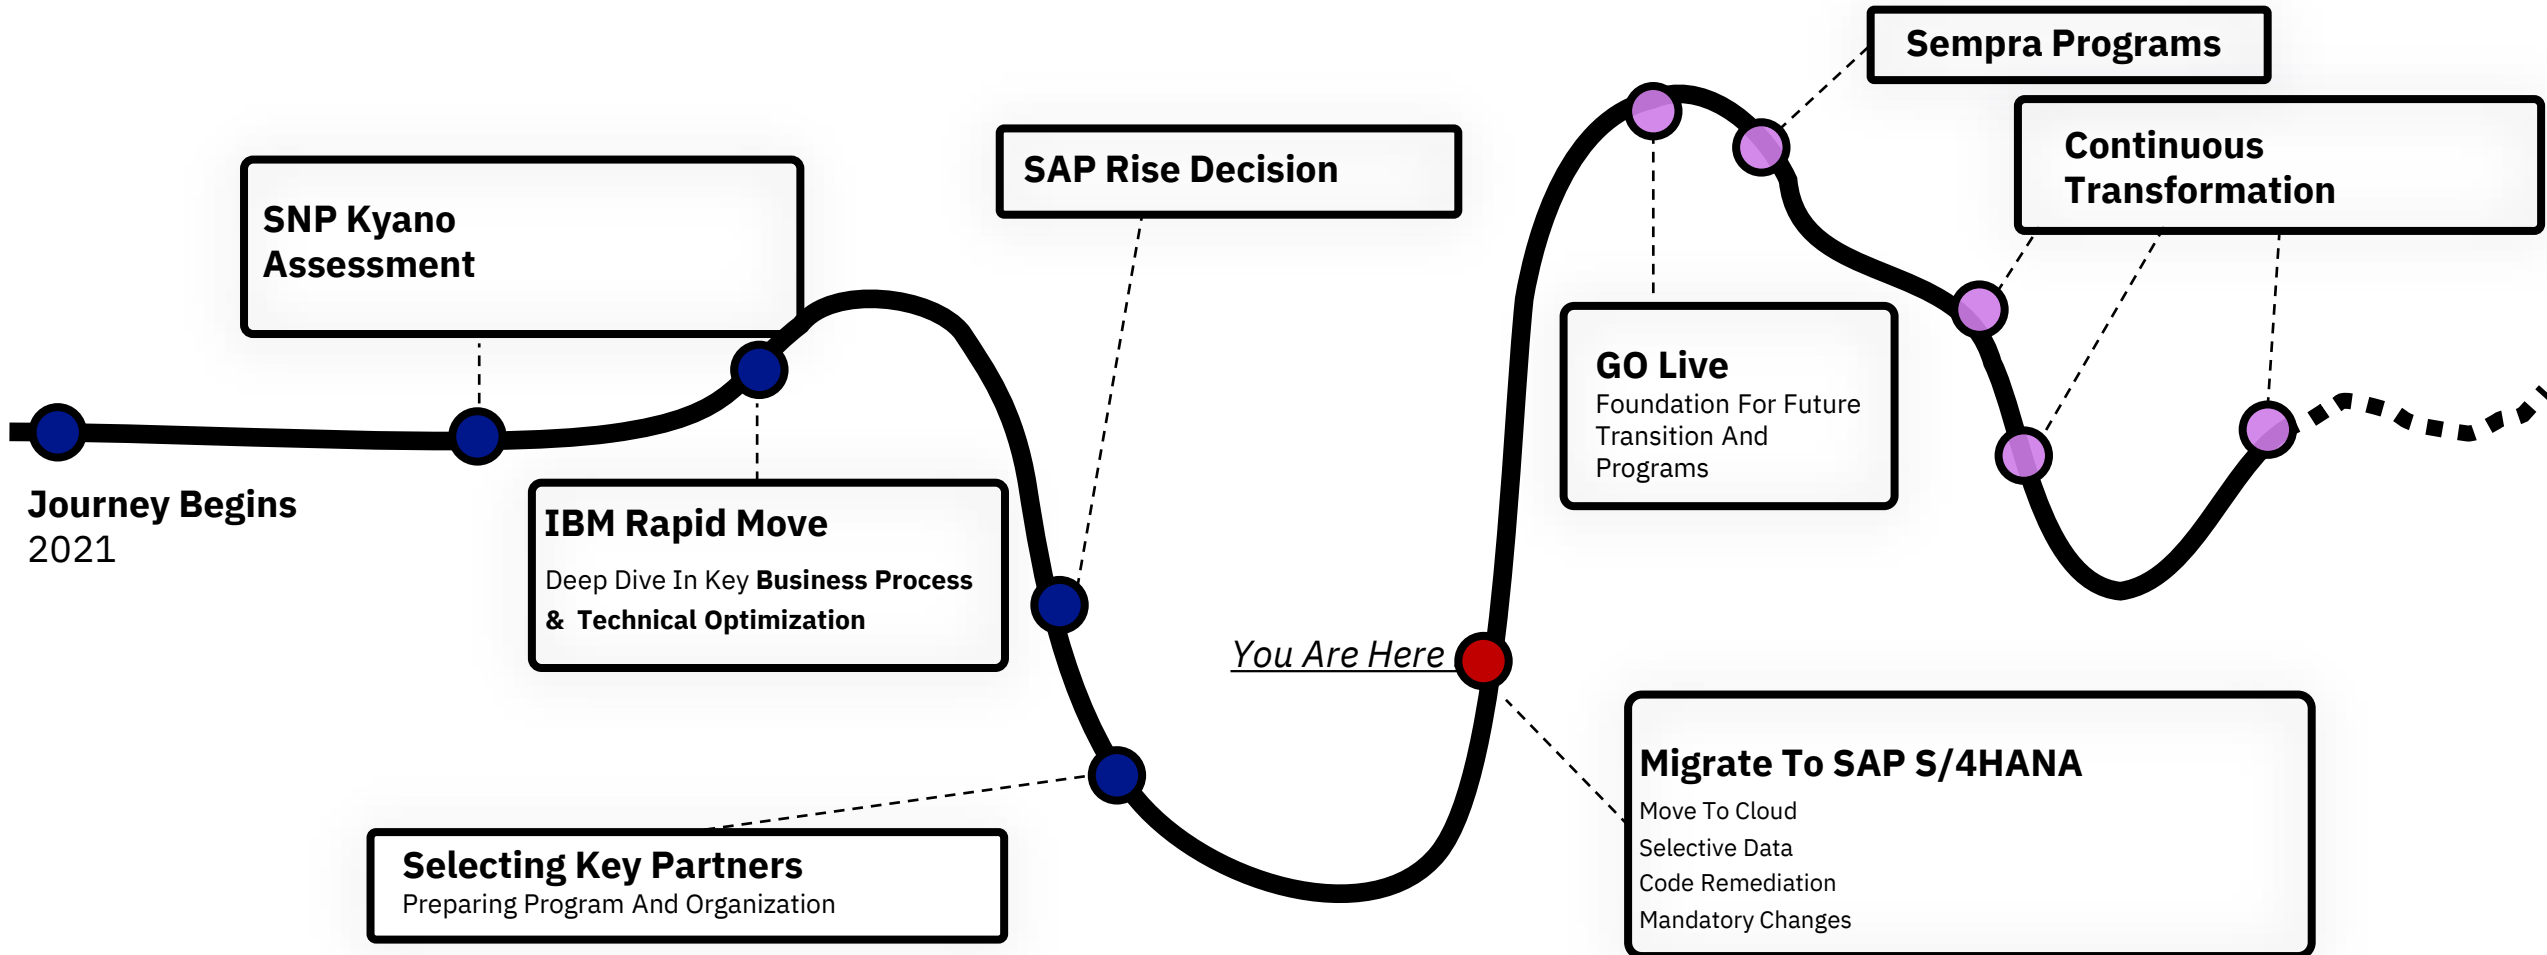 Sempra Programs
Continuous
Transformation
SAP Rise Decision
SNP Kyano
Assessment
GO Live
Foundation For Future
Transition And
Programs
Journey Begins
2021
IBM Rapid Move
Deep Dive In Key Business Process
& Technical Optimization
You Are Here
Migrate To SAP S/4HANA
Move To Cloud
Selective Data
Code Remediation
Mandatory Changes
Selecting Key Partners
Preparing Program And Organization